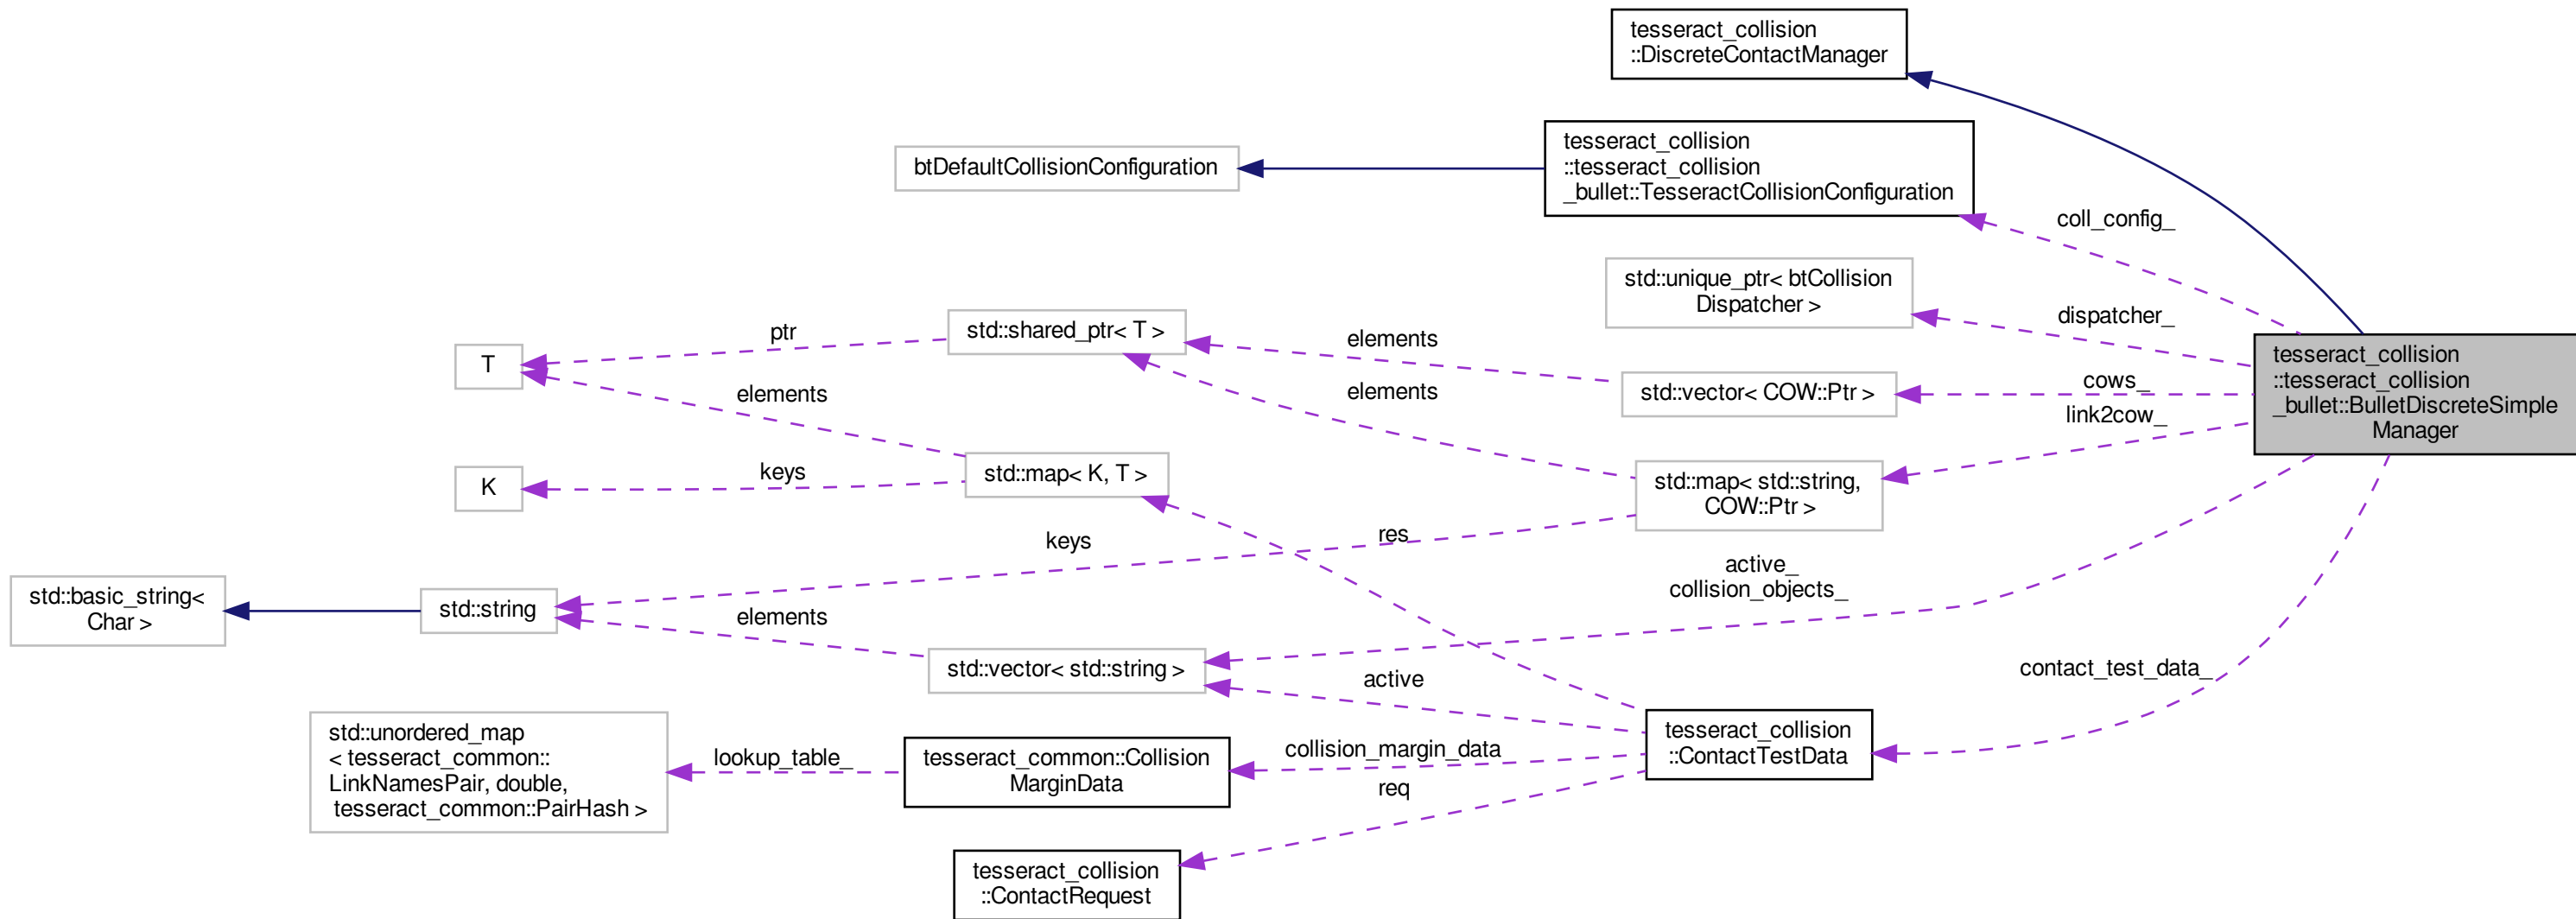 tesseract_collision
::DiscreteContactManager
btDefaultCollisionConfiguration
tesseract_collision
::tesseract_collision
_bullet::TesseractCollisionConfiguration
coll_config_
std::unique_ptr< btCollision
Dispatcher >
dispatcher_
T
ptr
std::shared_ptr< T >
elements
elements
std::vector< COW::Ptr >
cows_
link2cow_
tesseract_collision
::tesseract_collision
_bullet::BulletDiscreteSimple
Manager
elements
K
keys
std::map< K, T >
std::map< std::string,
COW::Ptr >
res
keys
std::basic_string<
Char >
std::string
elements
std::vector< std::string >
active_
collision_objects_
active
contact_test_data_
std::unordered_map
< tesseract_common::
LinkNamesPair, double,
tesseract_common::PairHash >
lookup_table_
tesseract_common::Collision
MarginData
collision_margin_data
req
tesseract_collision
::ContactTestData
tesseract_collision
::ContactRequest